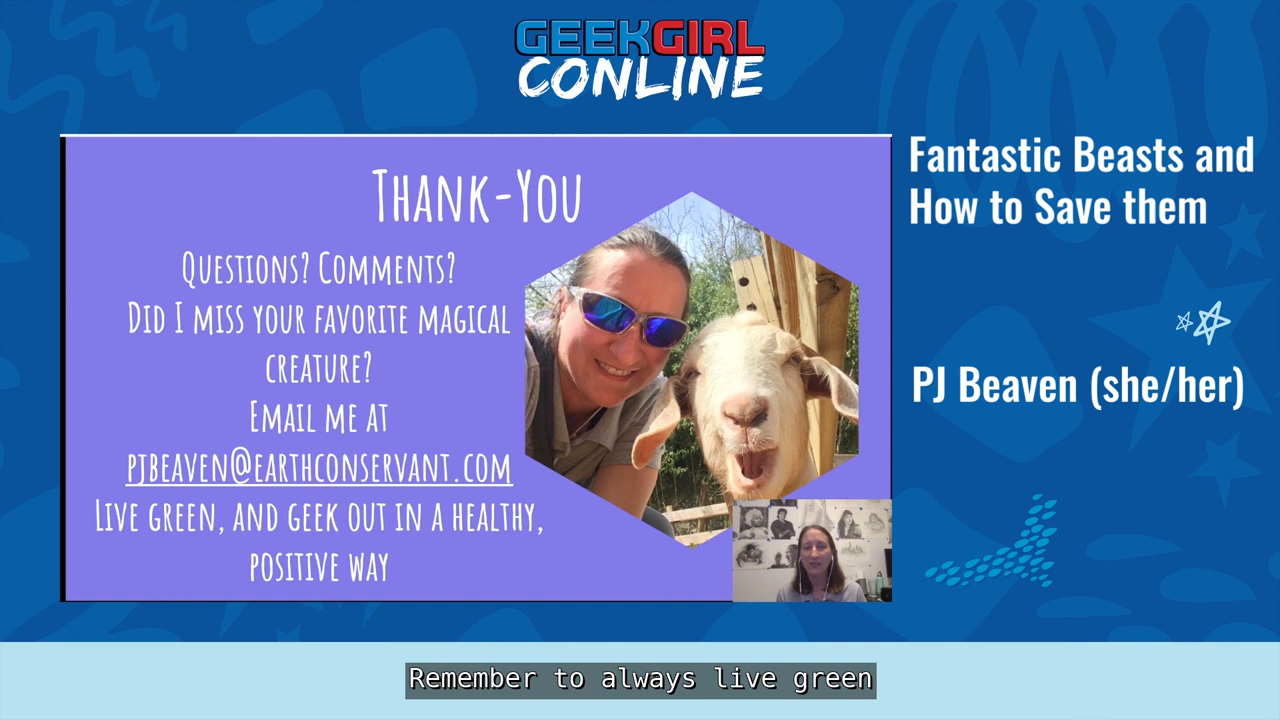 GEEKGIRL
CONLINE
Fantastic Beasts and
How to Save them
PJ Beaven (she/her)
THANK-YOU
QUESTIONS? COMMENTS?
DID I MISS YOUR FAVORITE MAGICAL
CREATURE?
EMAIL ME AT
PJBEAVEN@EARTHCONSERVANT.COM
LIVE GREEN, AND GEEK OUT IN A HEALTHY,
POSITIVE WAY
Remember to always live green